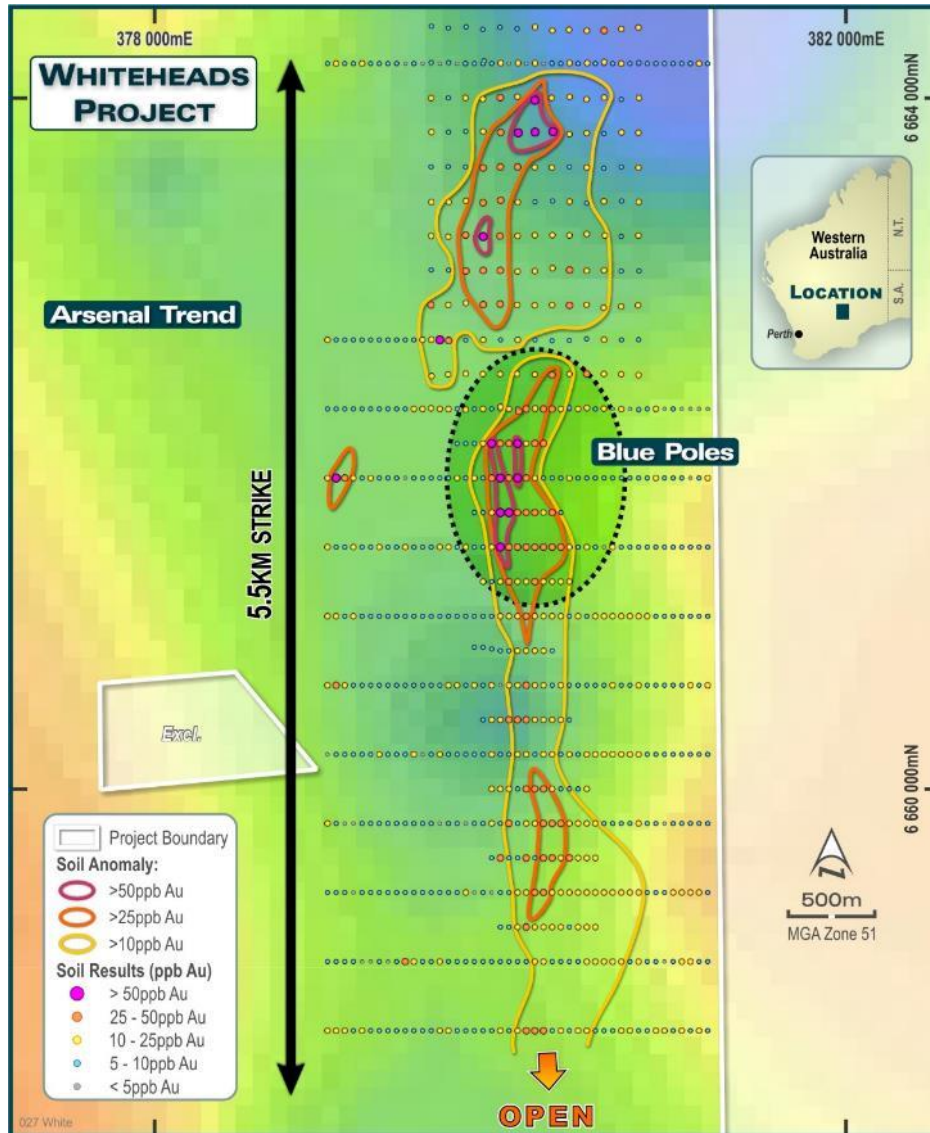 378 000mE
382 000mE
WHITEHEADS
PROJECT
6 664 000mN
Western
Australia
N.T.
LOCATION
S.A.
Perth
Arsenal Trend
Blue Poles
5.5KM STRIKE
Excl.
6 660 000mN
Project Boundary
Soil Anomaly:
>50ppb Au
>25ppb Au
>10ppb Au
Soil Results (ppb Au)
> 50ppb Au
25 - 50ppb Au
10 - 25ppb Au
5 - 10ppb Au
< 5ppb Au
N
500m
MGA Zone 51
OPEN
027 White